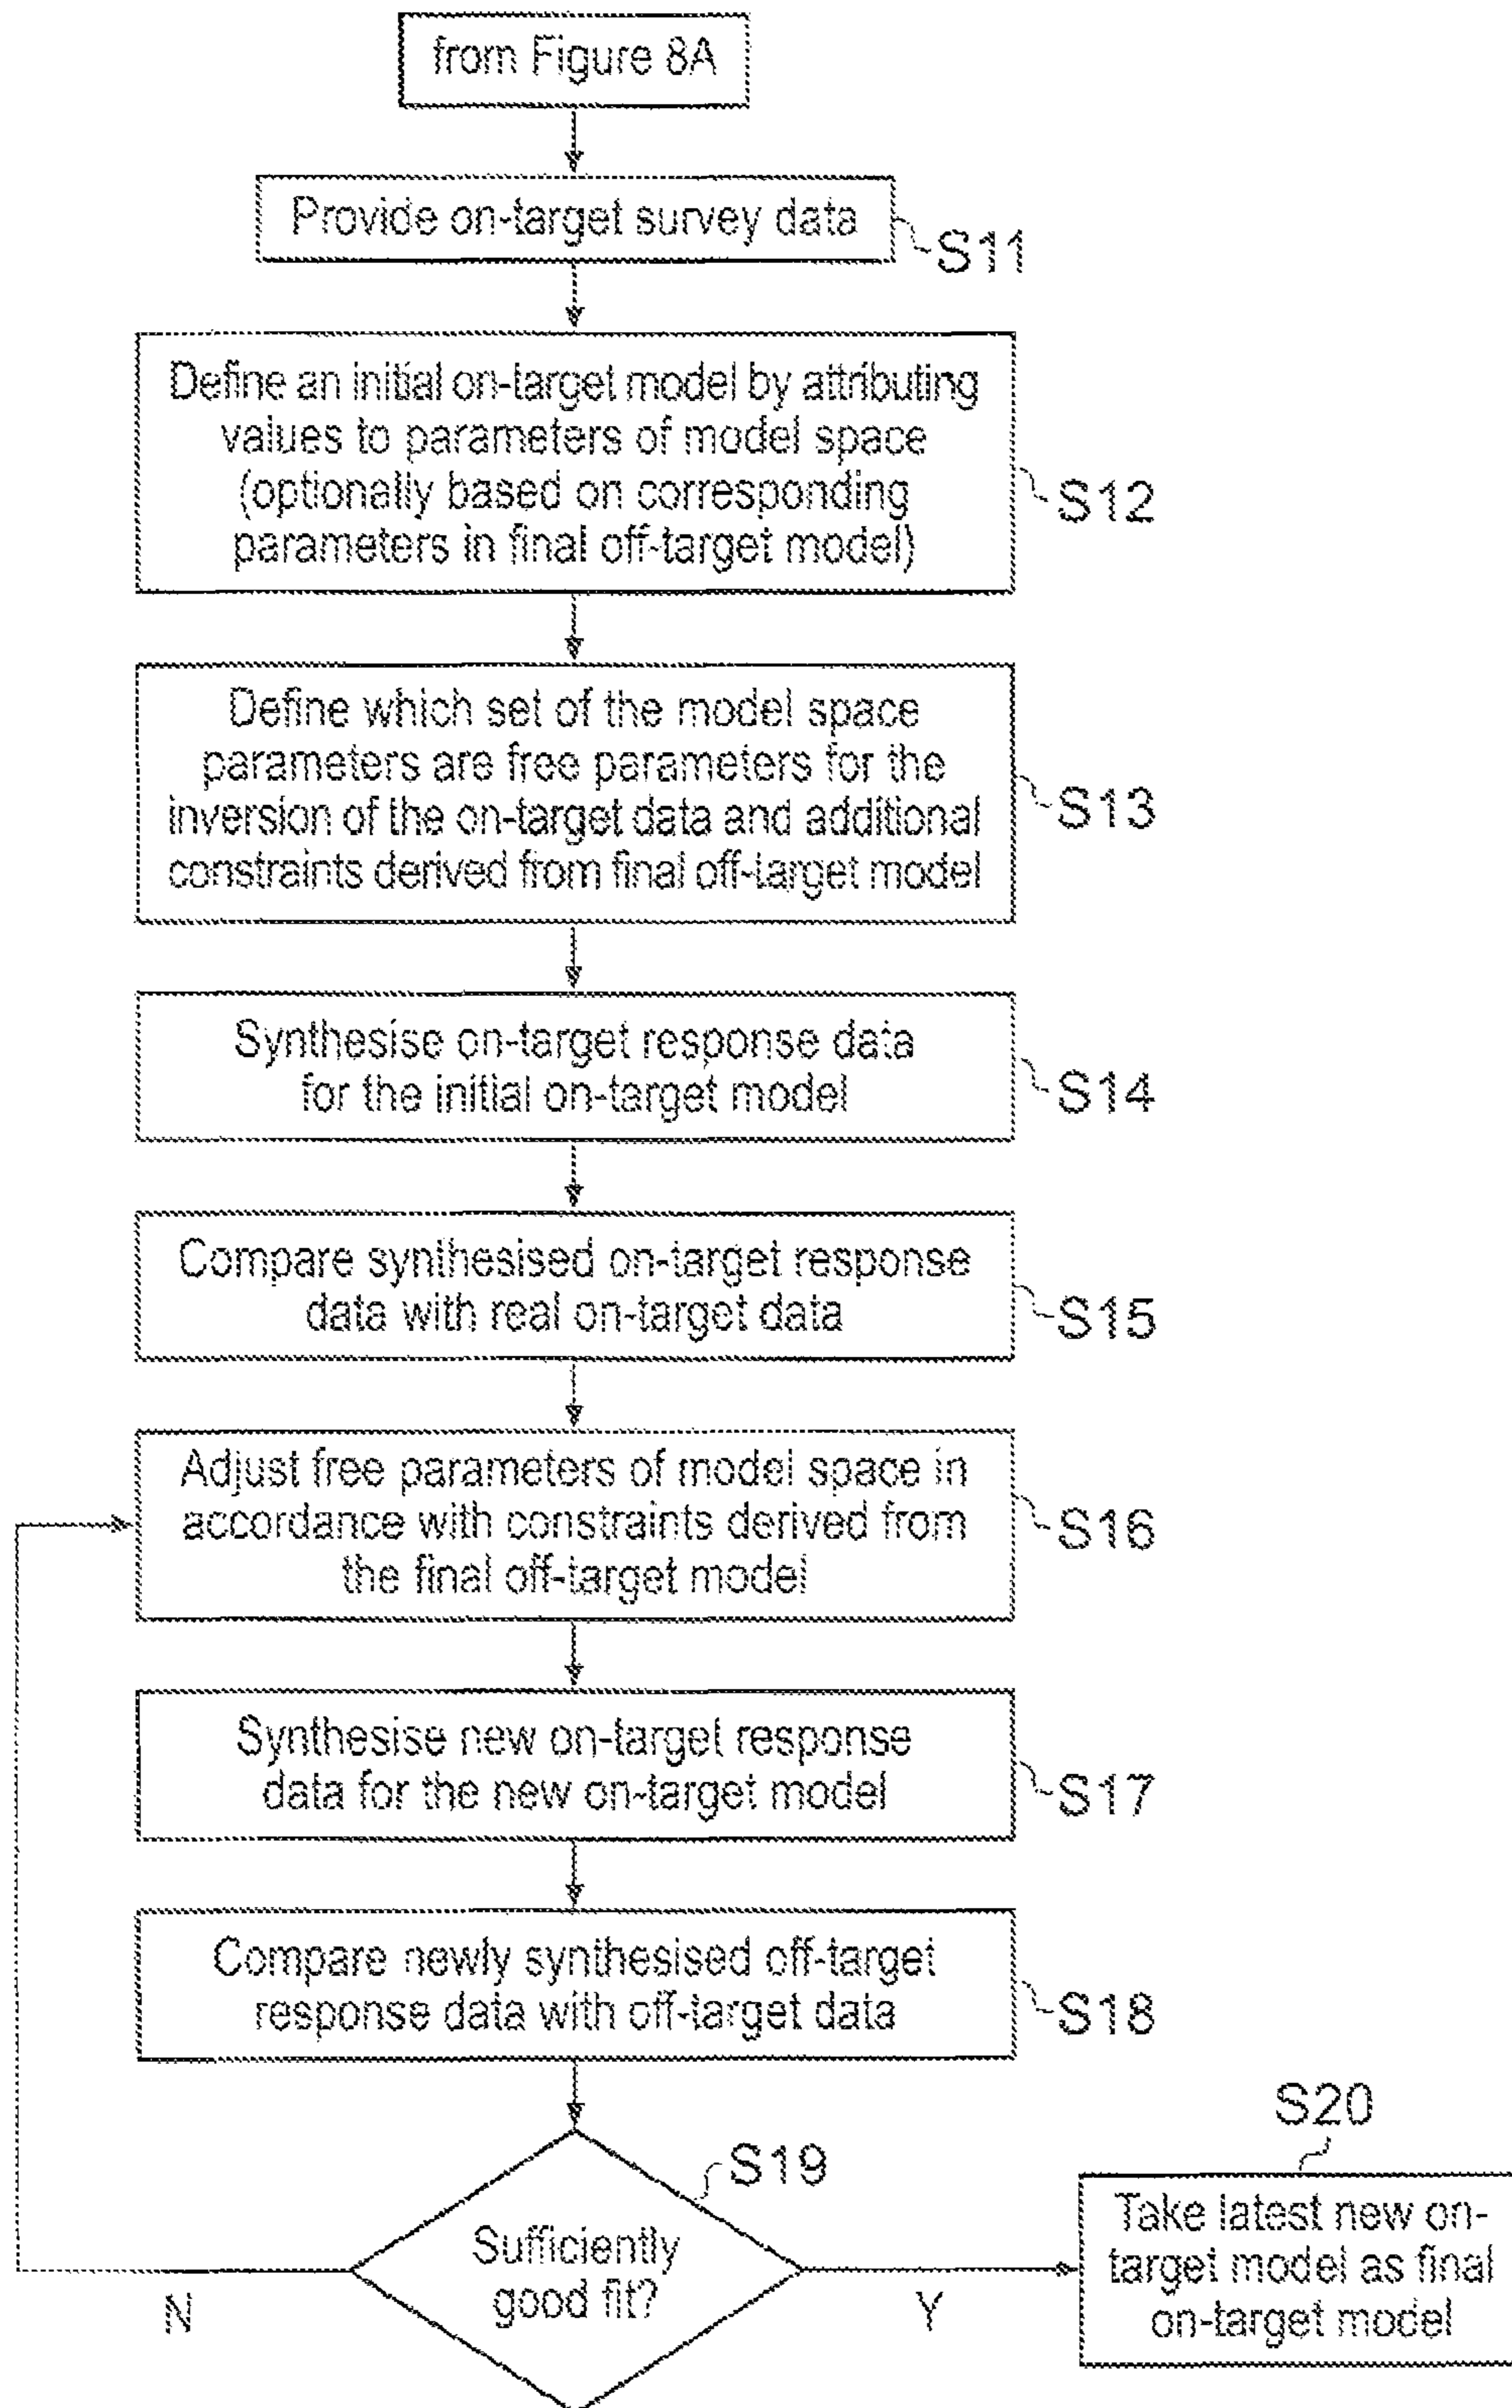 from Figure 8A
Provide on-target survey data
S11
Define an initial on-target model by attributing
values to parameters of model space
(optionally based on corresponding
parameters in final off-target model)
S12
Define which set of the model space
parameters are free parameters for the
inversion of the on-target data and additional
constraints derived from final off-target model
S13
Synthesise on-target response data
for the initial on-target model
S14
Compare synthesised on-target response
data with real on-target data
S15
Adjust free parameters of model space in
accordance with constraints derived from
the final off-target model
S16
Synthesise new on-target response
data for the new on-target model
S17
Compare newly synthesised off-target
response data with off-target data
S18
S19
Sufficiently
good fit?
N
Y
S20
Take latest new on-
target model as final
on-target model